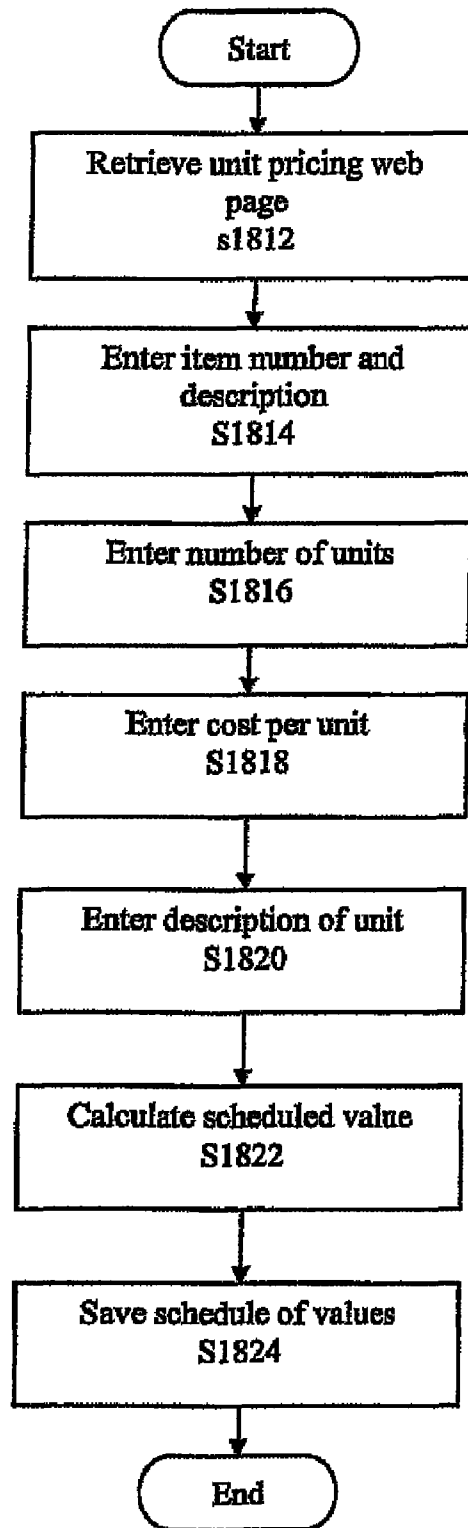 Start
Retrieve unit pricing web
page
s1812
Enter item number and
description
S1814
Enter number of units
S1816
Enter cost per unit
S1818
Enter description of unit
S1820
Calculate scheduled value
S1822
Save schedule of values
S1824
End